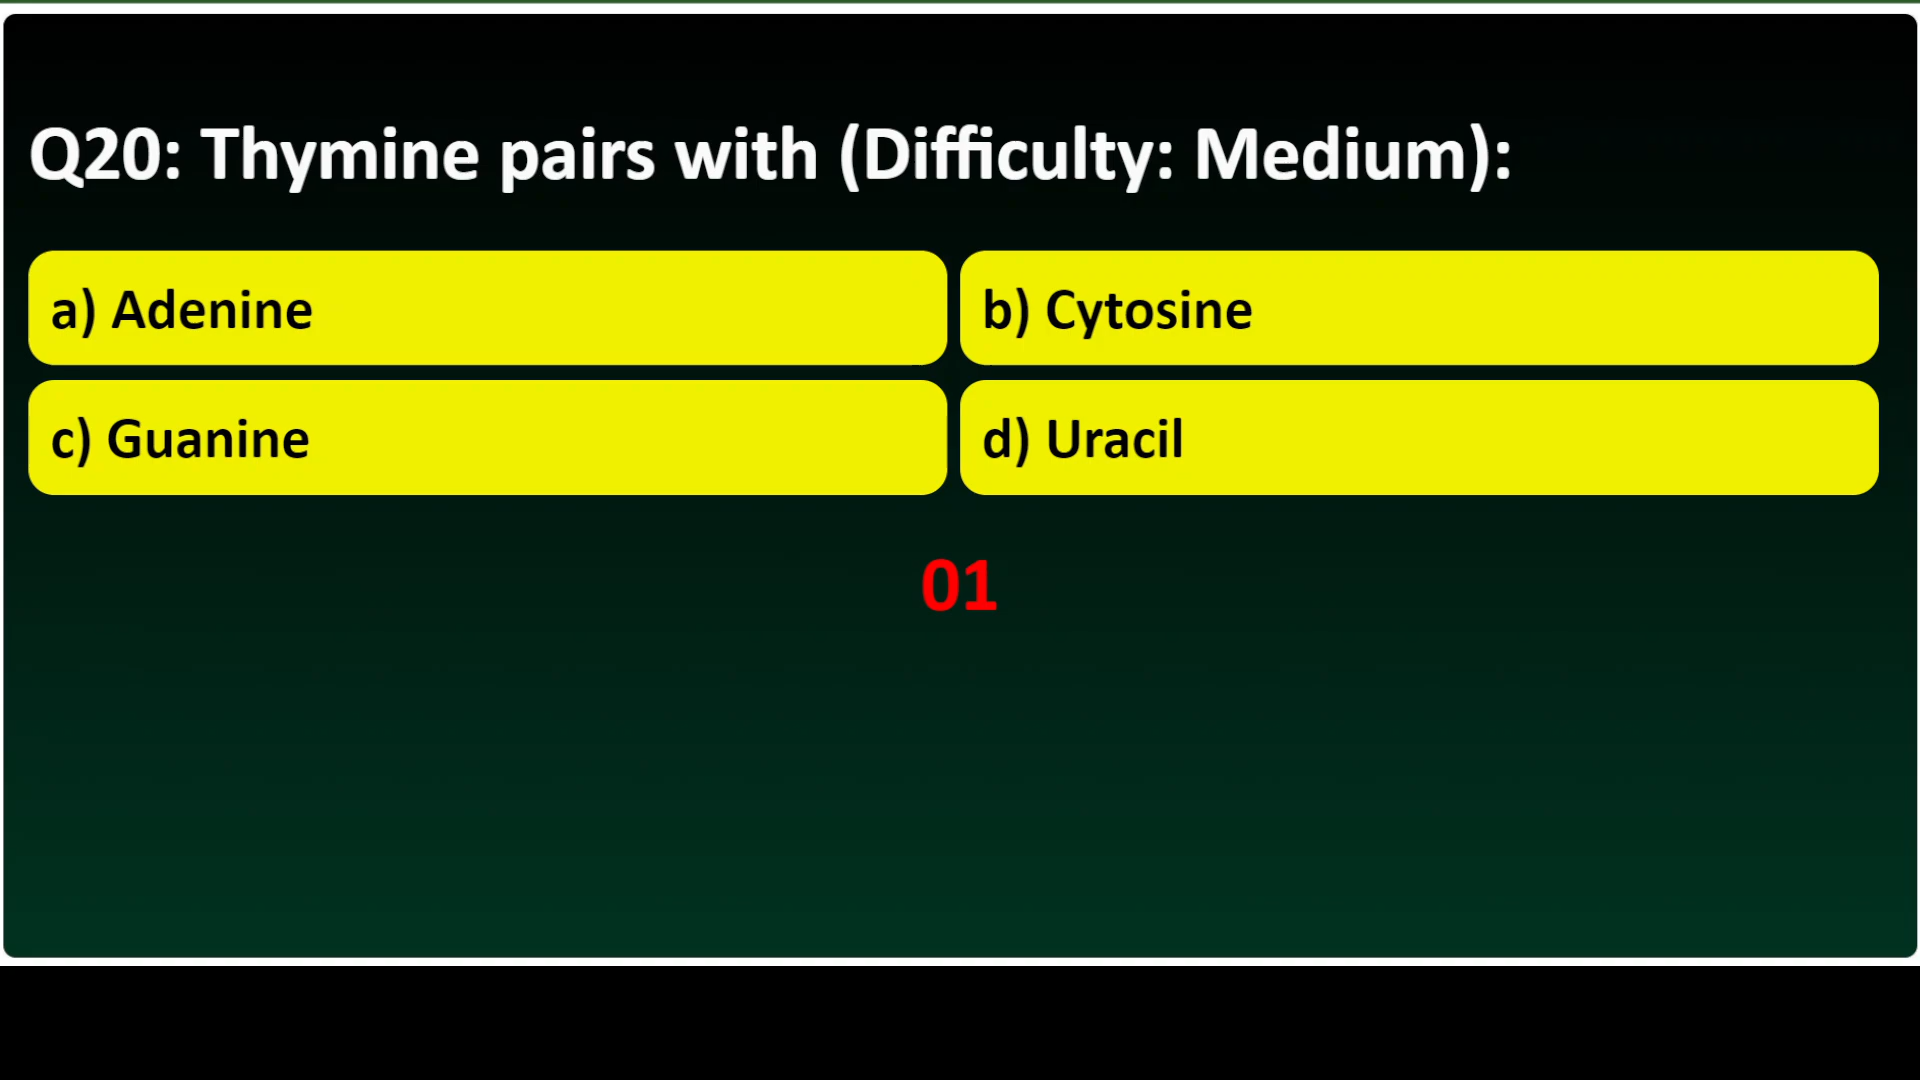 Q20: Thymine pairs with (Difficulty: Medium):
a) Adenine
b) Cytosine
c) Guanine
d) Uracil
01